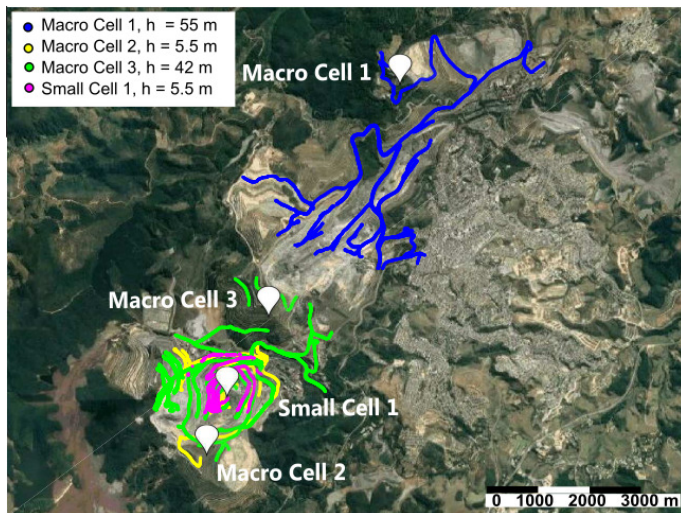 Macro Cell 1, h = 55 m
Macro Cell 2, h = 5.5 m
Macro Cell 3, h = 42 m
Small Cell 1, h = 5.5 m
Macro Cell 1
Macro Cell 3
Small Cell 1
Macro Cell 2
0 1000 2000 3000 m